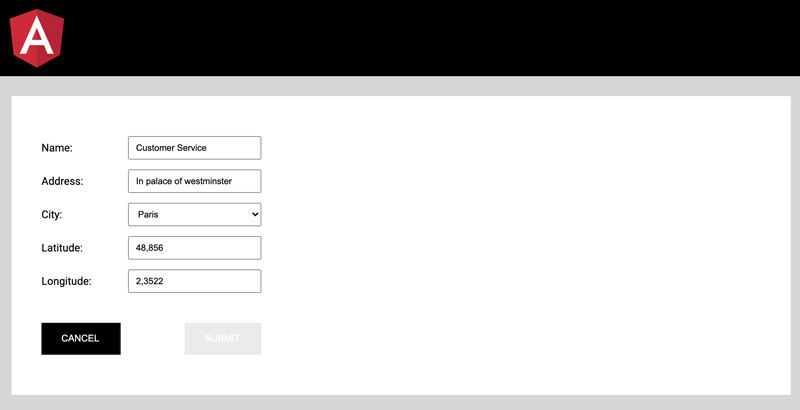 A
Name: Customer Service
Address: In palace of westminster
City: Paris
Latitude: 48,856
Longitude: 2,3522
CANCEL SUBMIT